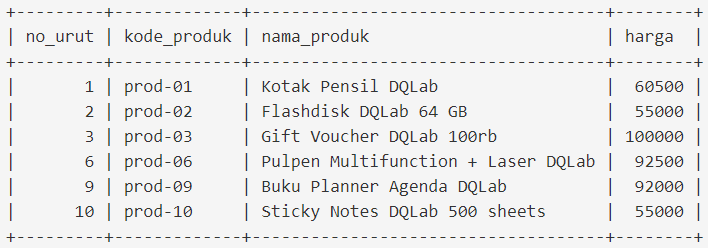 +---------+-------------+------------------------------------+--------+
| no_urut | kode_produk | nama_produk                        | harga  |
+---------+-------------+------------------------------------+--------+
|       1 | prod-01     | Kotak Pensil DQLab                 |  60500 |
|       2 | prod-02     | Flashdisk DQLab 64 GB              |  55000 |
|       3 | prod-03     | Gift Voucher DQLab 100rb           | 100000 |
|       6 | prod-06     | Pulpen Multifunction + Laser DQLab |  92500 |
|       9 | prod-09     | Buku Planner Agenda DQLab          |  92000 |
|      10 | prod-10     | Sticky Notes DQLab 500 sheets      |  55000 |
+---------+-------------+------------------------------------+--------+